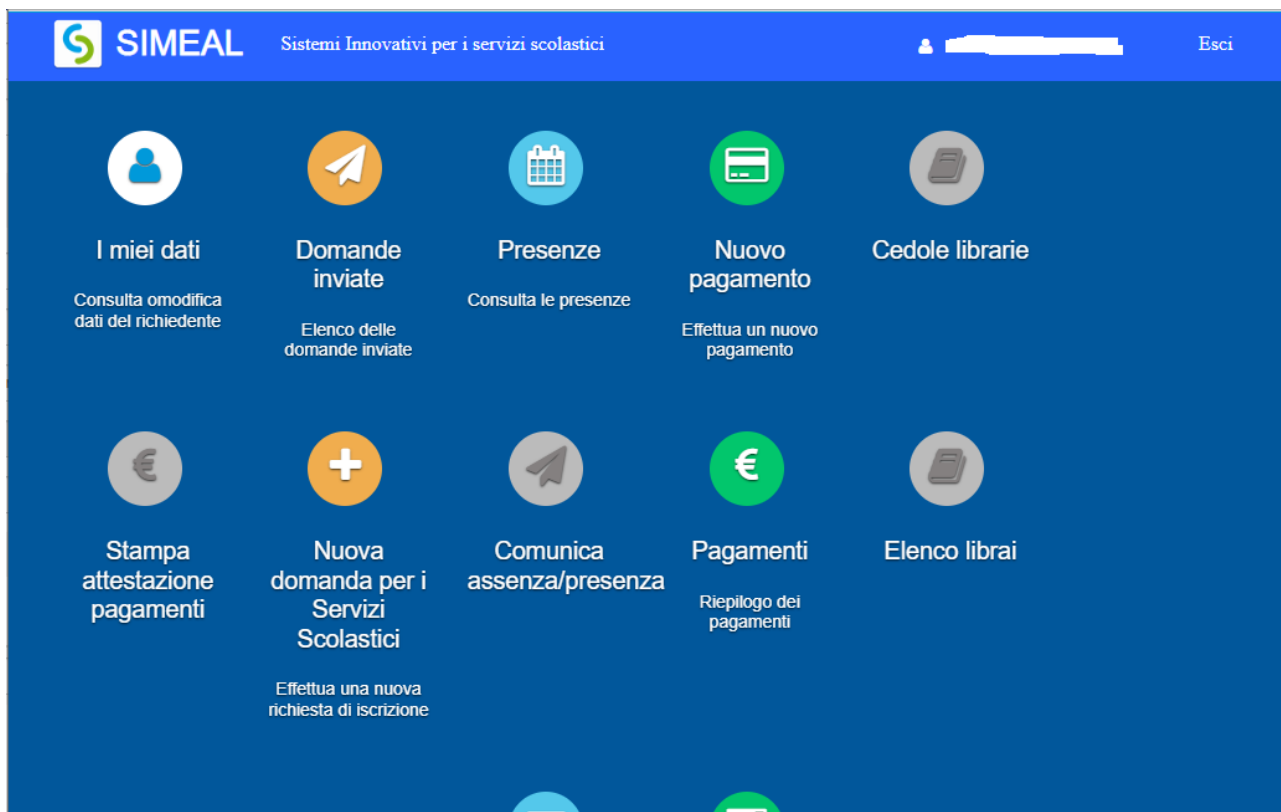 SIMEAL
Sistemi Innovativi per i servizi scolastici
Esci
I miei dati
Consulta omodifica
dati del richiedente
Domande
inviate
Elenco delle
domande inviate
Presenze
Consulta le presenze
Nuovo
pagamento
Effettua un nuovo
pagamento
Cedole librarie
€
Stampa
attestazione
pagamenti
Nuova
domanda per i
Servizi
Scolastici
Effettua una nuova
richiesta di iscrizione
Comunica
assenza/presenza
€
Pagamenti
Riepilogo dei
pagamenti
Elenco librai